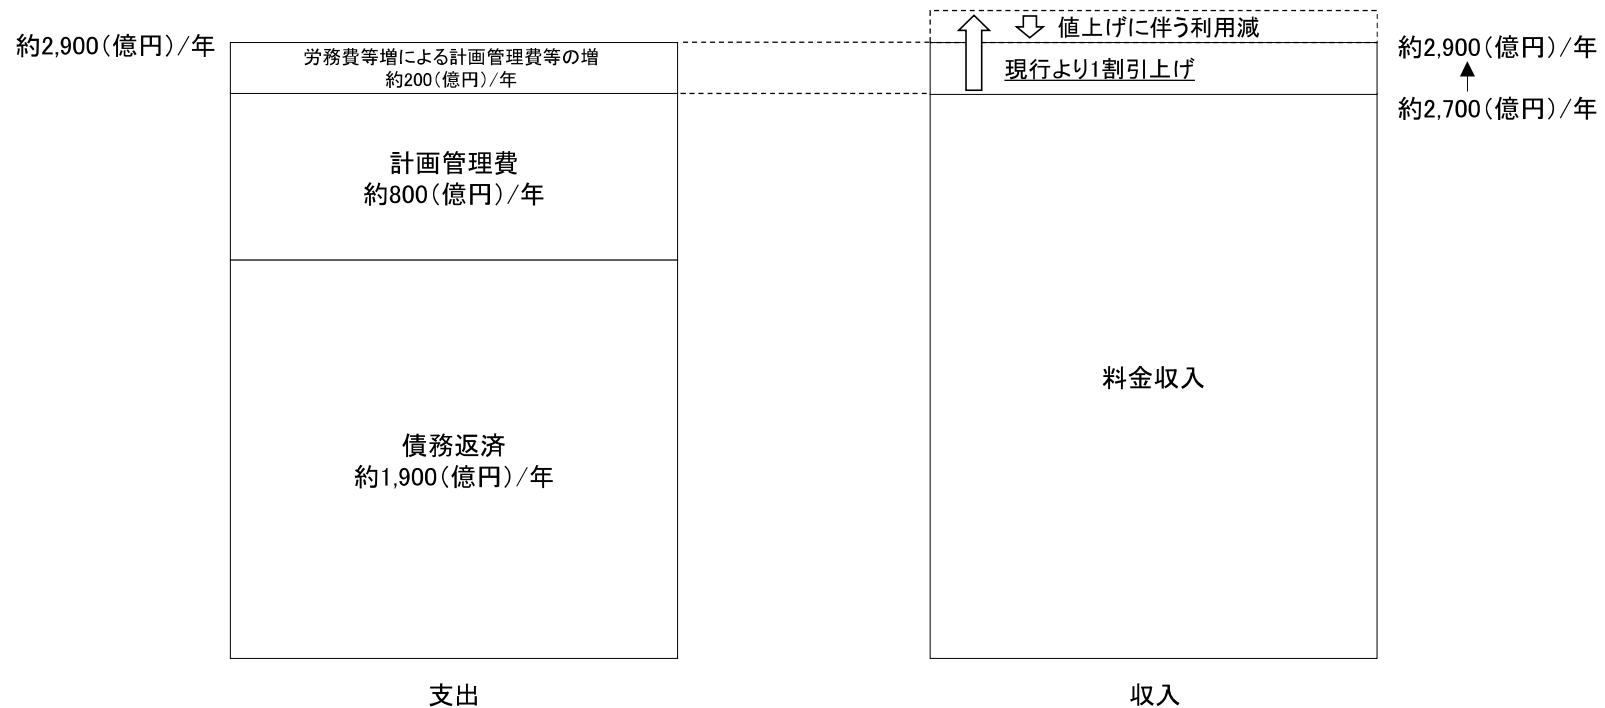 約2,900(億円)/年
労務費等増による計画管理費等の増
約200(億円)/年
計画管理費
約800(億円)/年
債務返済
約1,900(億円)/年
支出
値上げに伴う利用減
現行より1割引上げ
約2,900(億円)/年
約2,700(億円)/年
料金収入
収入